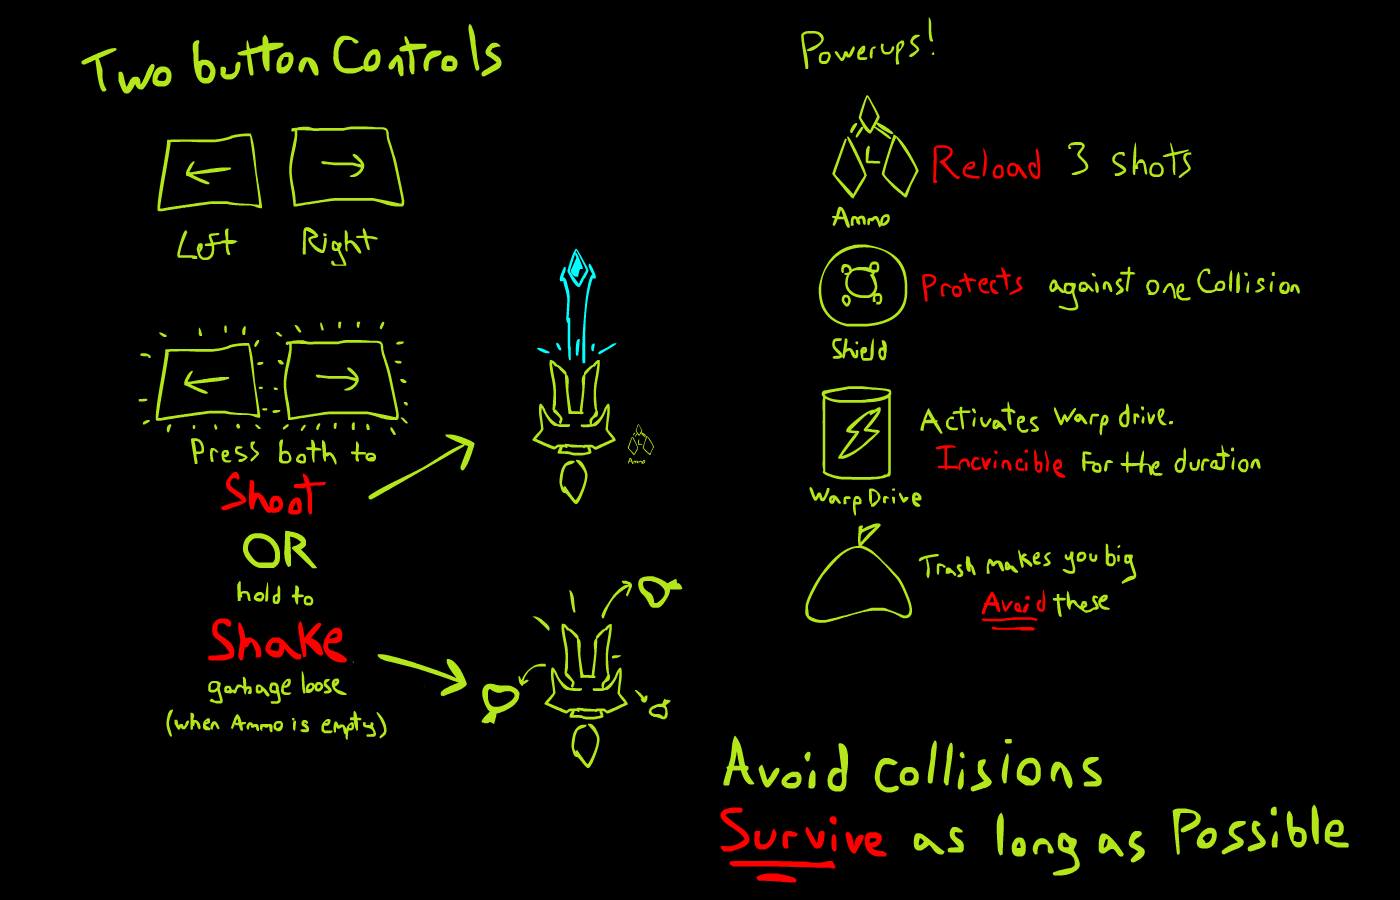 Two button Controls
Left
Right
Press both to
Shoot
OR
hold to
Shake
garbage loose
(when Ammo is empty)
L
Ammo
Powerups!
L
Reload 3 shots
Ammo
Protects against one Collision
Shield
Activates Warp drive.
Incvincible For the duration
Warp Drive
Trash makes you big
Avoid these
Avoid collisions
Survive as long as Possible